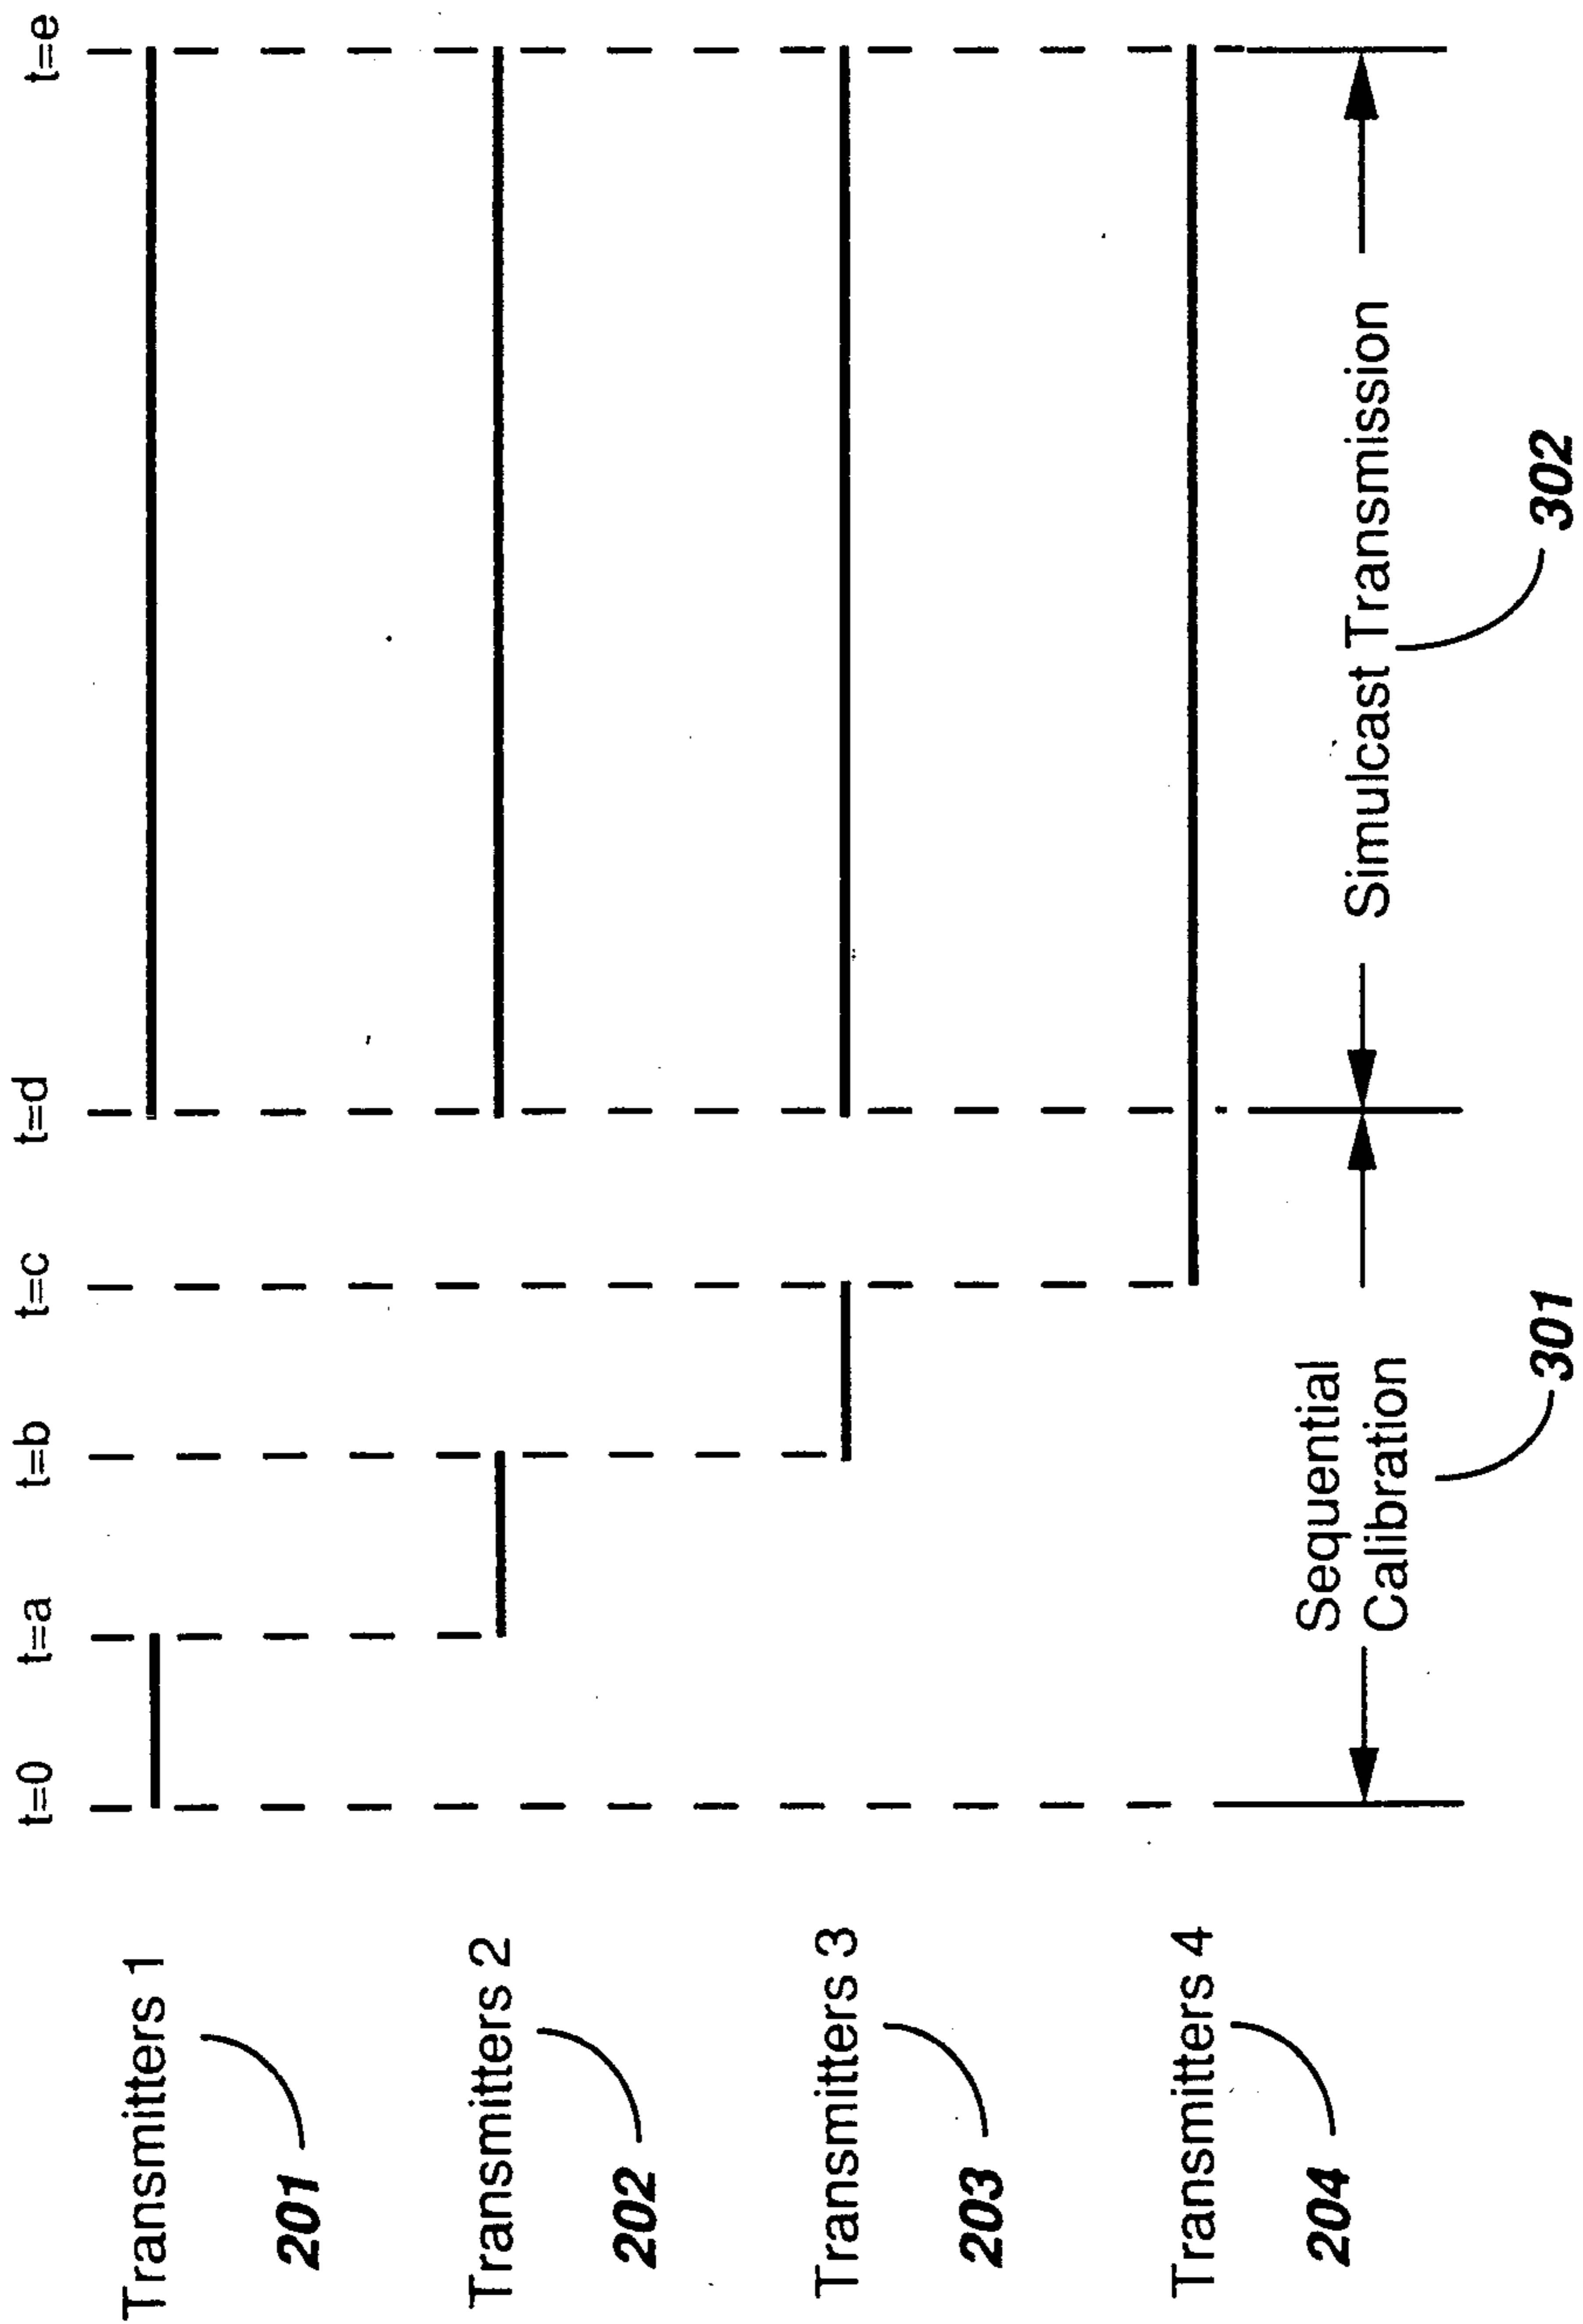 t=0 t=a t=b t=c t=d t=e
Transmitters 1
201
Transmitters 2
202
Transmitters 3
203
Transmitters 4
204
Sequential
Calibration
301
Simulcast Transmission
302